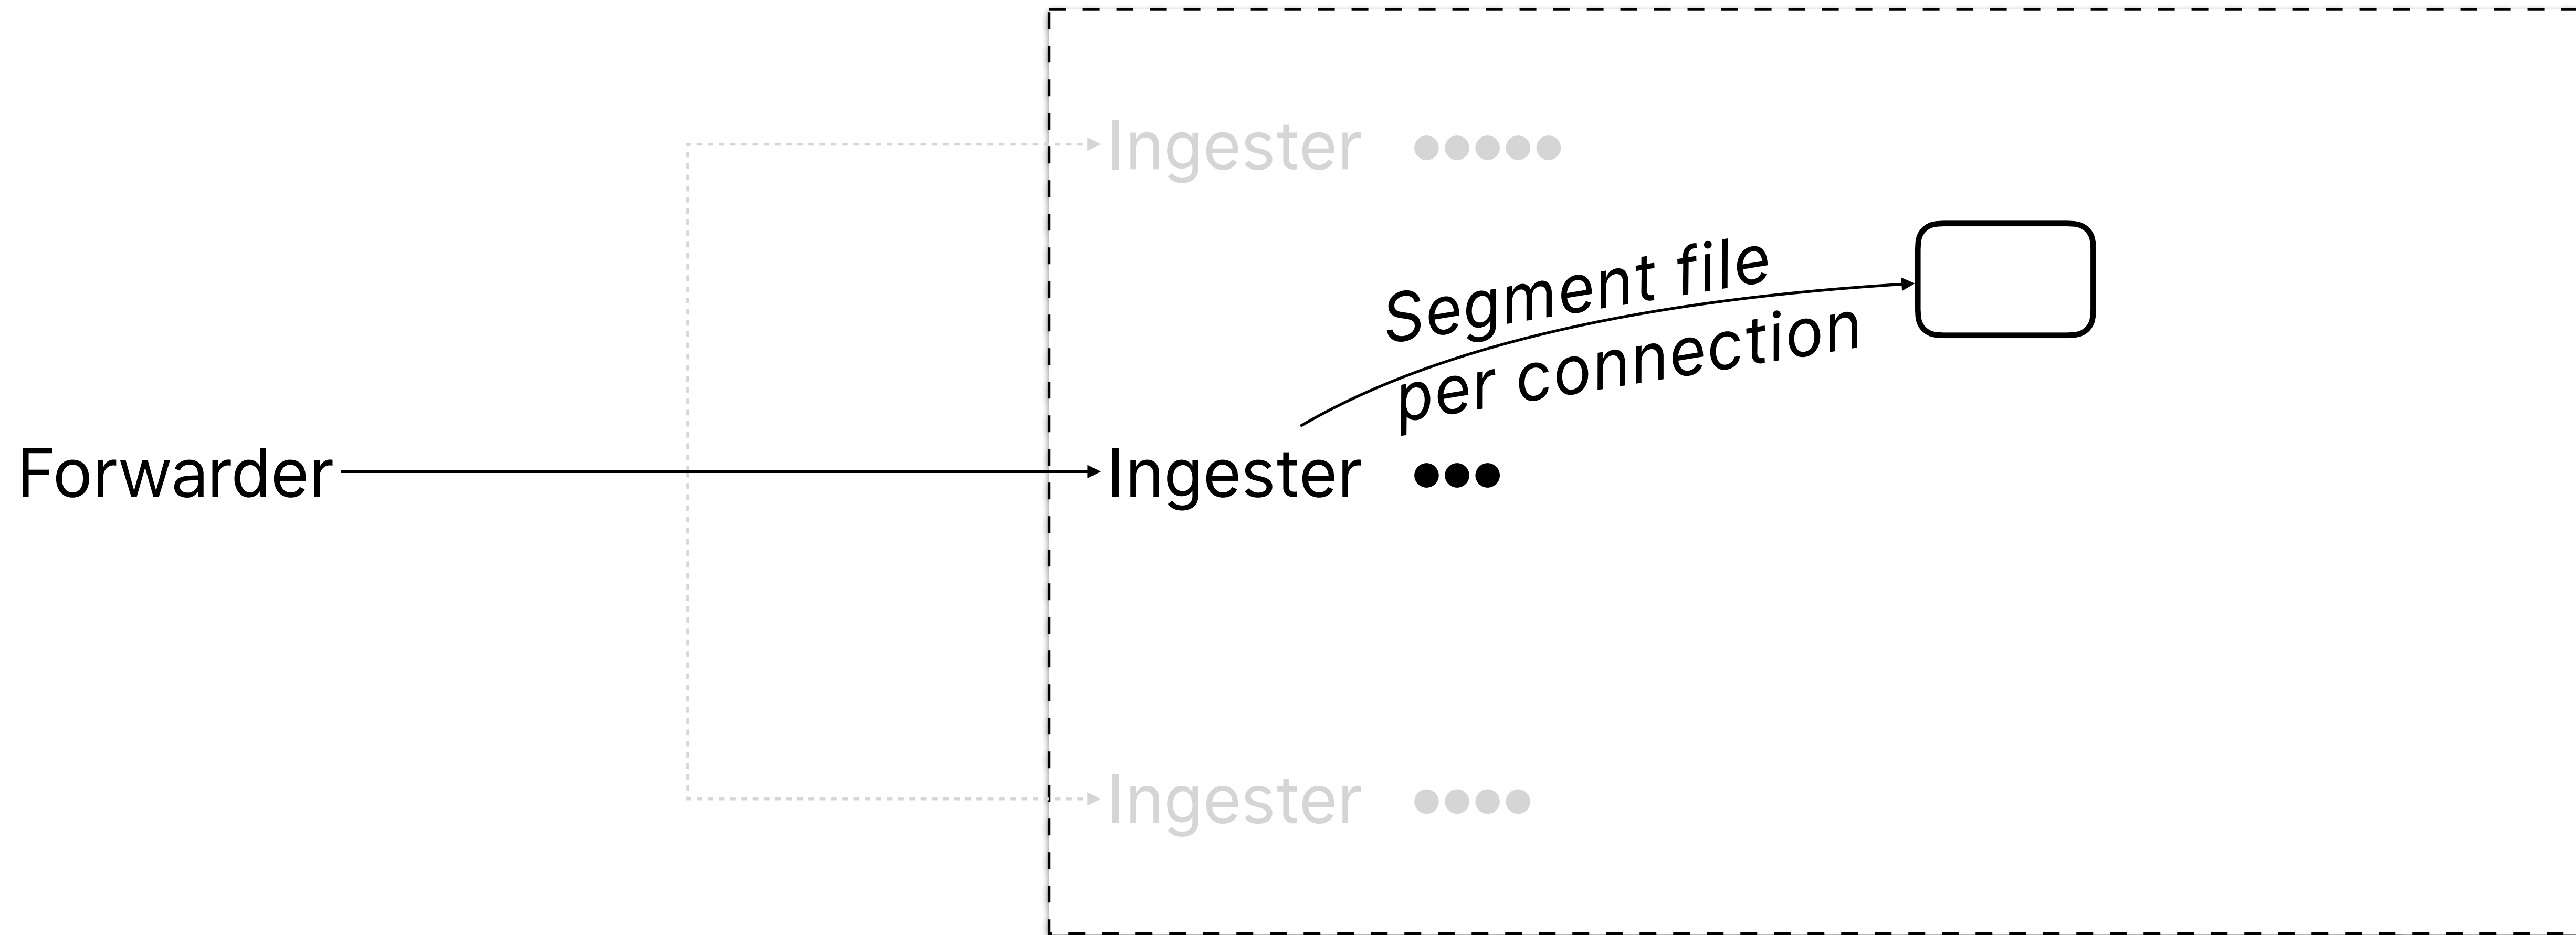 Ingester
Segment file
per connection
Forwarder
Ingester
Ingester